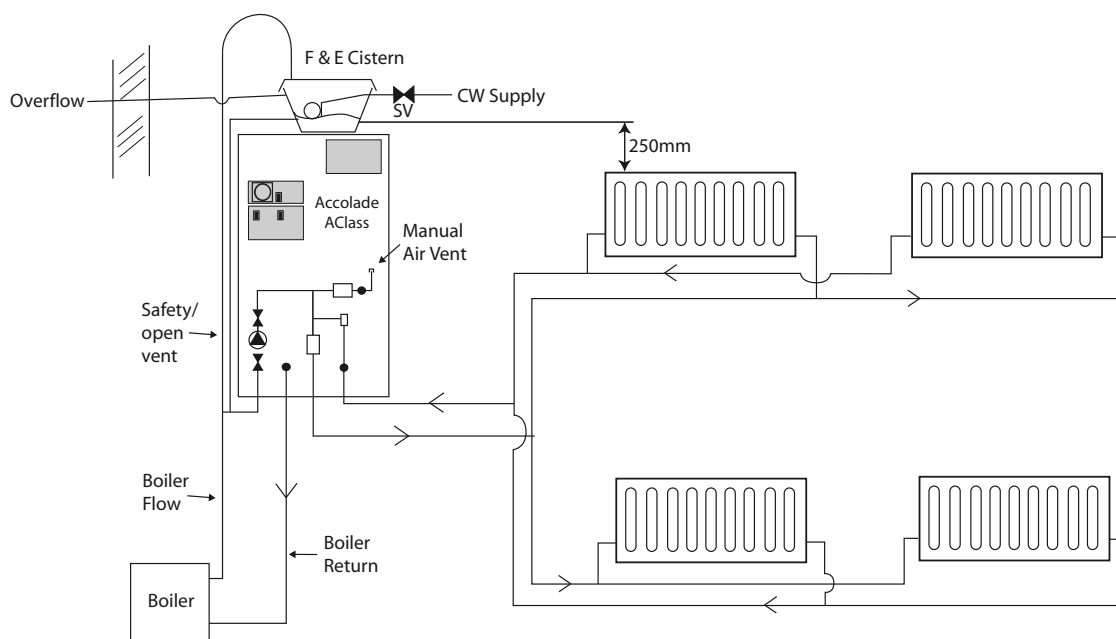 F & E Cistern
Overflow
CW Supply
SV
250mm
Accolade
AClass
Manual
Air Vent
Safety/
open
vent
Boiler
Flow
Boiler
Return
Boiler